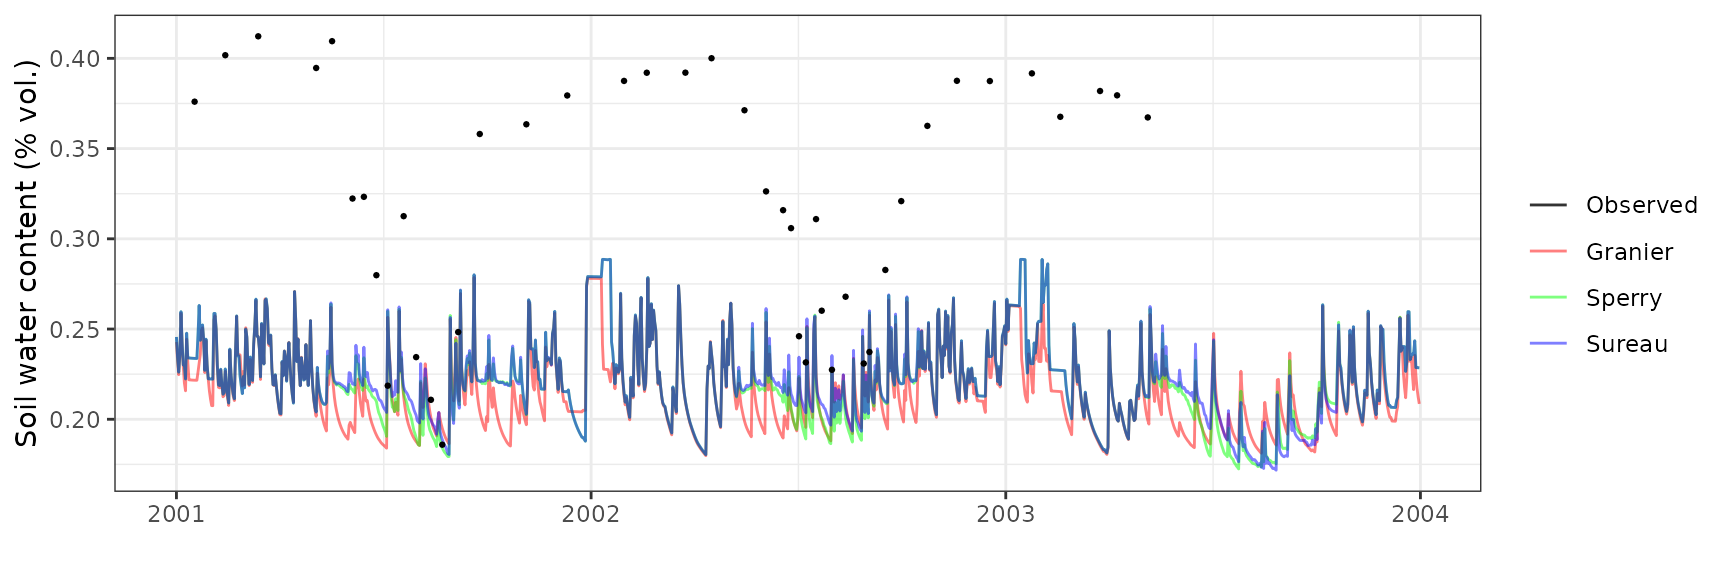 Soil water content (% vol.)
0.40
0.35
0.30
0.25
0.20
2001
2002
2003
2004
Observed
Granier
Sperry
Sureau